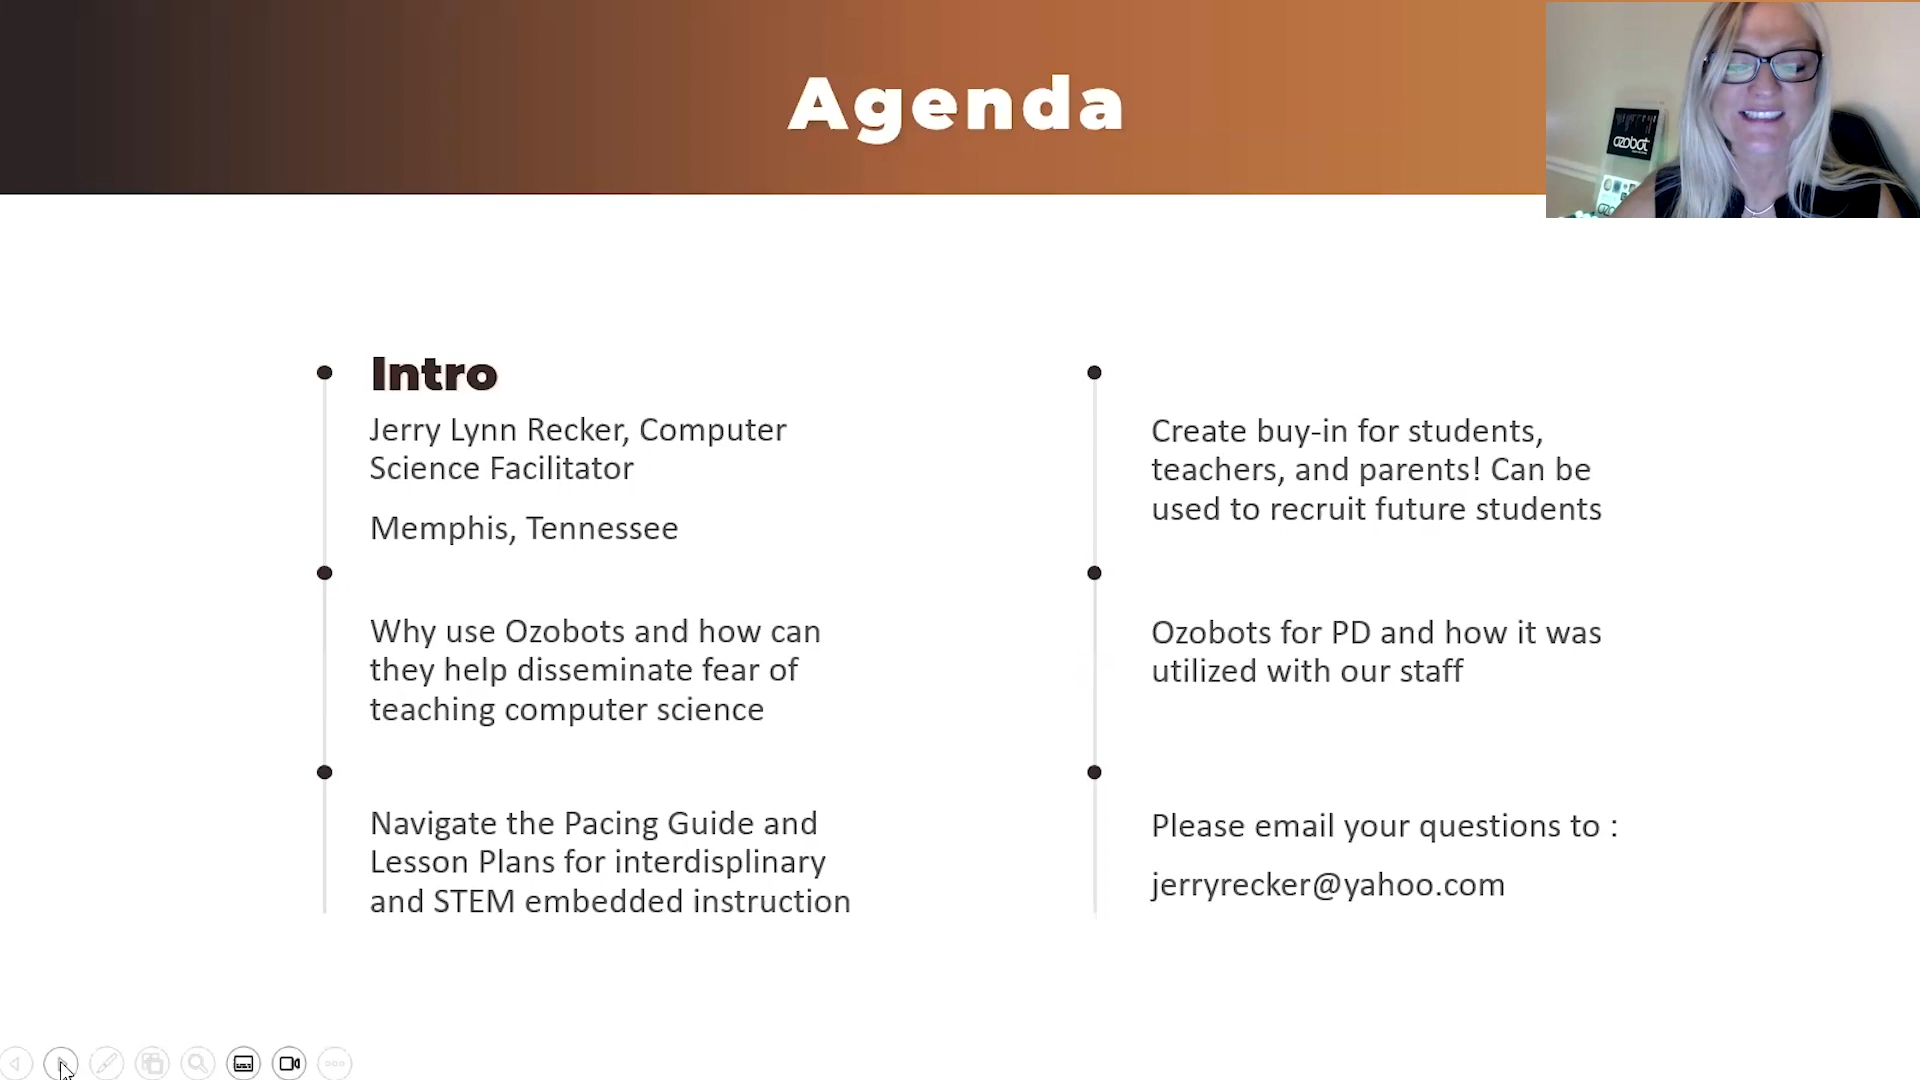 Agenda
ozobot
Intro
Jerry Lynn Recker, Computer
Science Facilitator
Memphis, Tennessee
Why use Ozobots and how can
they help disseminate fear of
teaching computer science
Navigate the Pacing Guide and
Lesson Plans for interdisplinary
and STEM embedded instruction
Create buy-in for students,
teachers, and parents! Can be
used to recruit future students
Ozobots for PD and how it was
utilized with our staff
Please email your questions to :
jerryrecker@yahoo.com